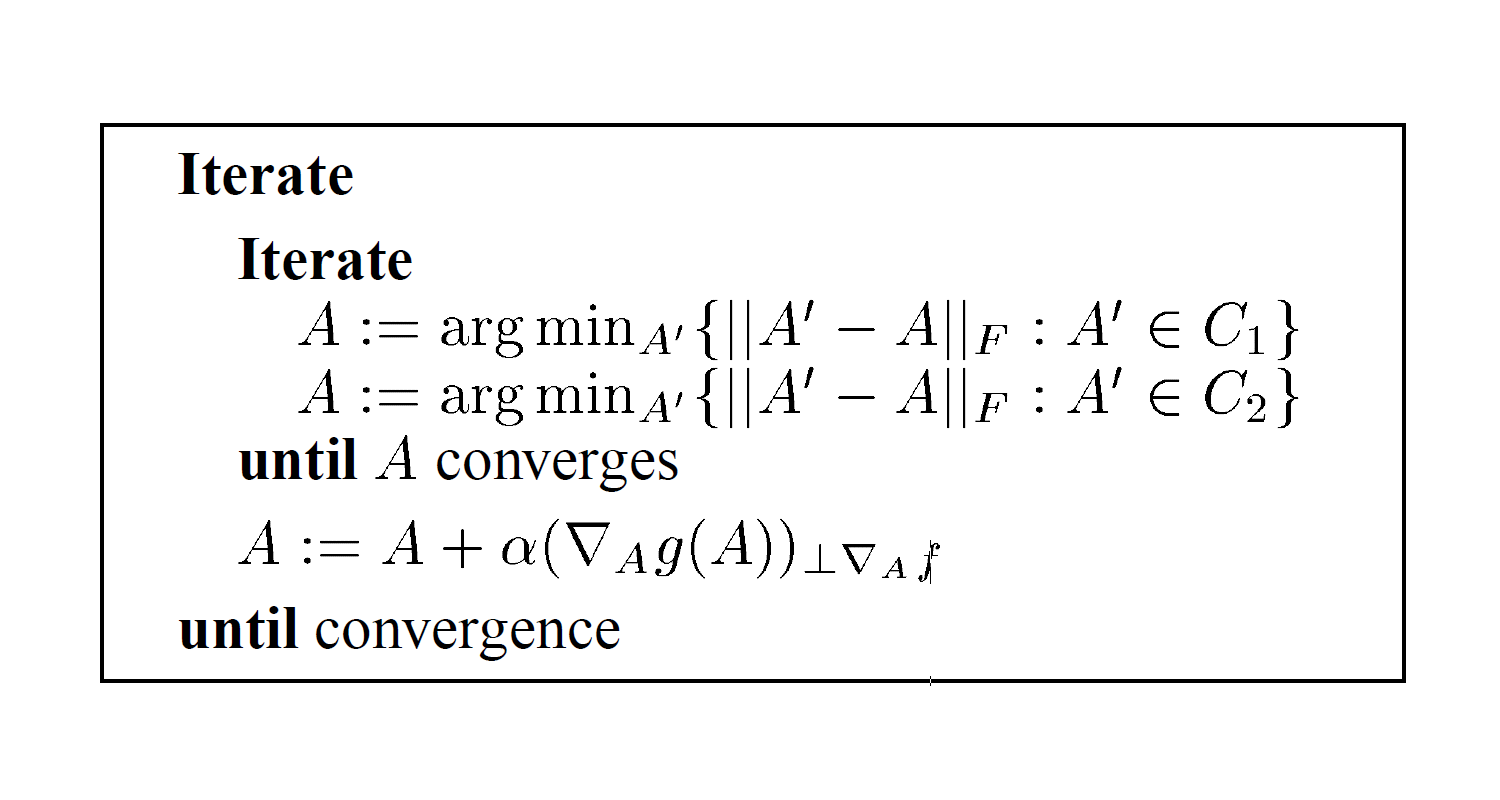 Iterate
Iterate
A := arg min_{A'} {||A' − A||_F : A' ∈ C_1}
A := arg min_{A'} {||A' − A||_F : A' ∈ C_2}
until A converges
A := A + α(∇_A g(A))_{⊥∇_A f}
until convergence